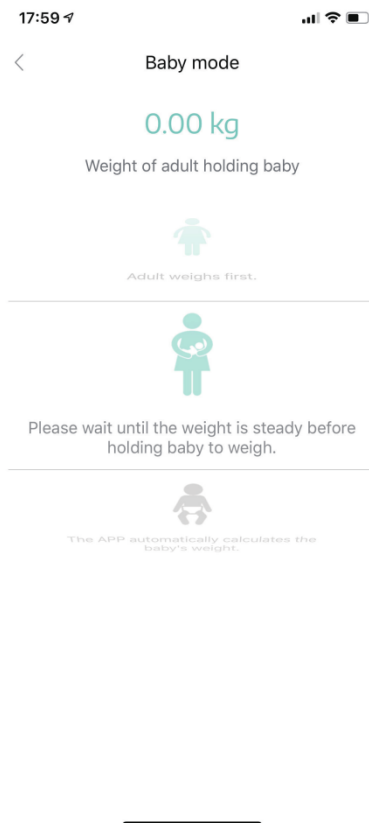 17:59
Baby mode
0.00 kg
Weight of adult holding baby
Adult weighs first.
Please wait until the weight is steady before
holding baby to weigh.
The APP automatically calculates the
baby's weight.